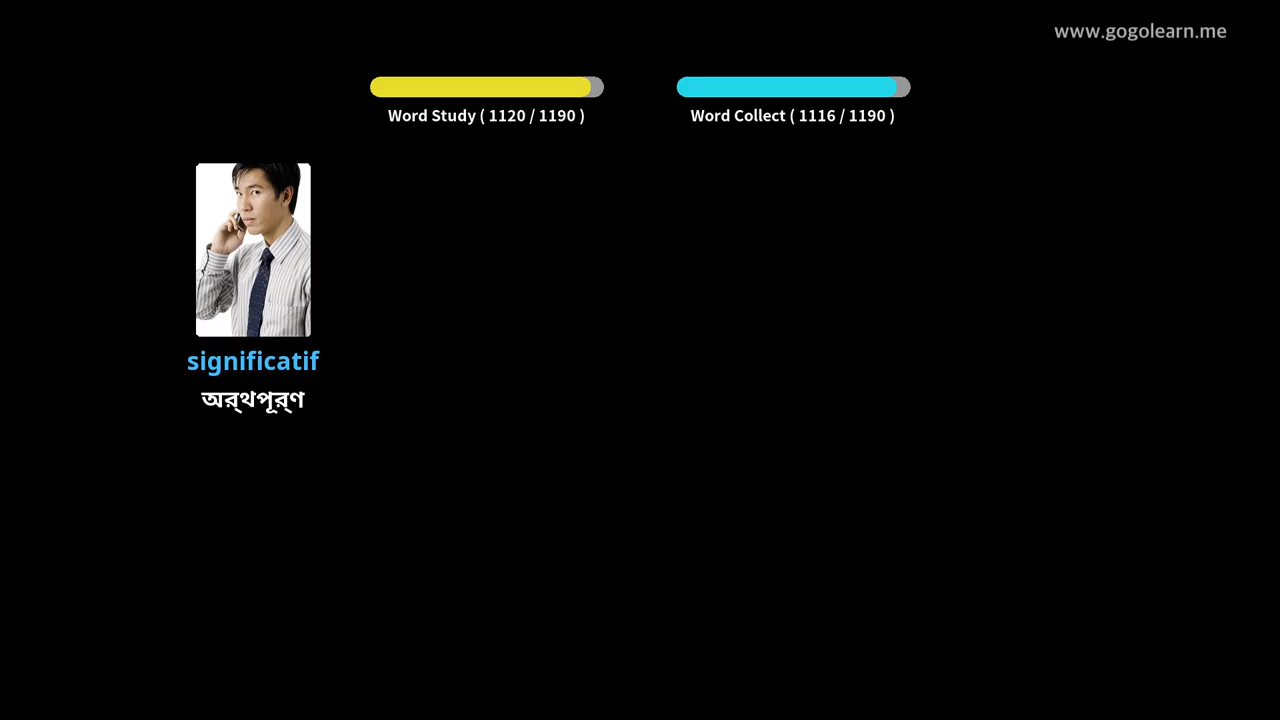 www.gogolearn.me
Word Study ( 1120 / 1190 )
Word Collect ( 1116 / 1190 )
significatif
অর্থপূর্ণ